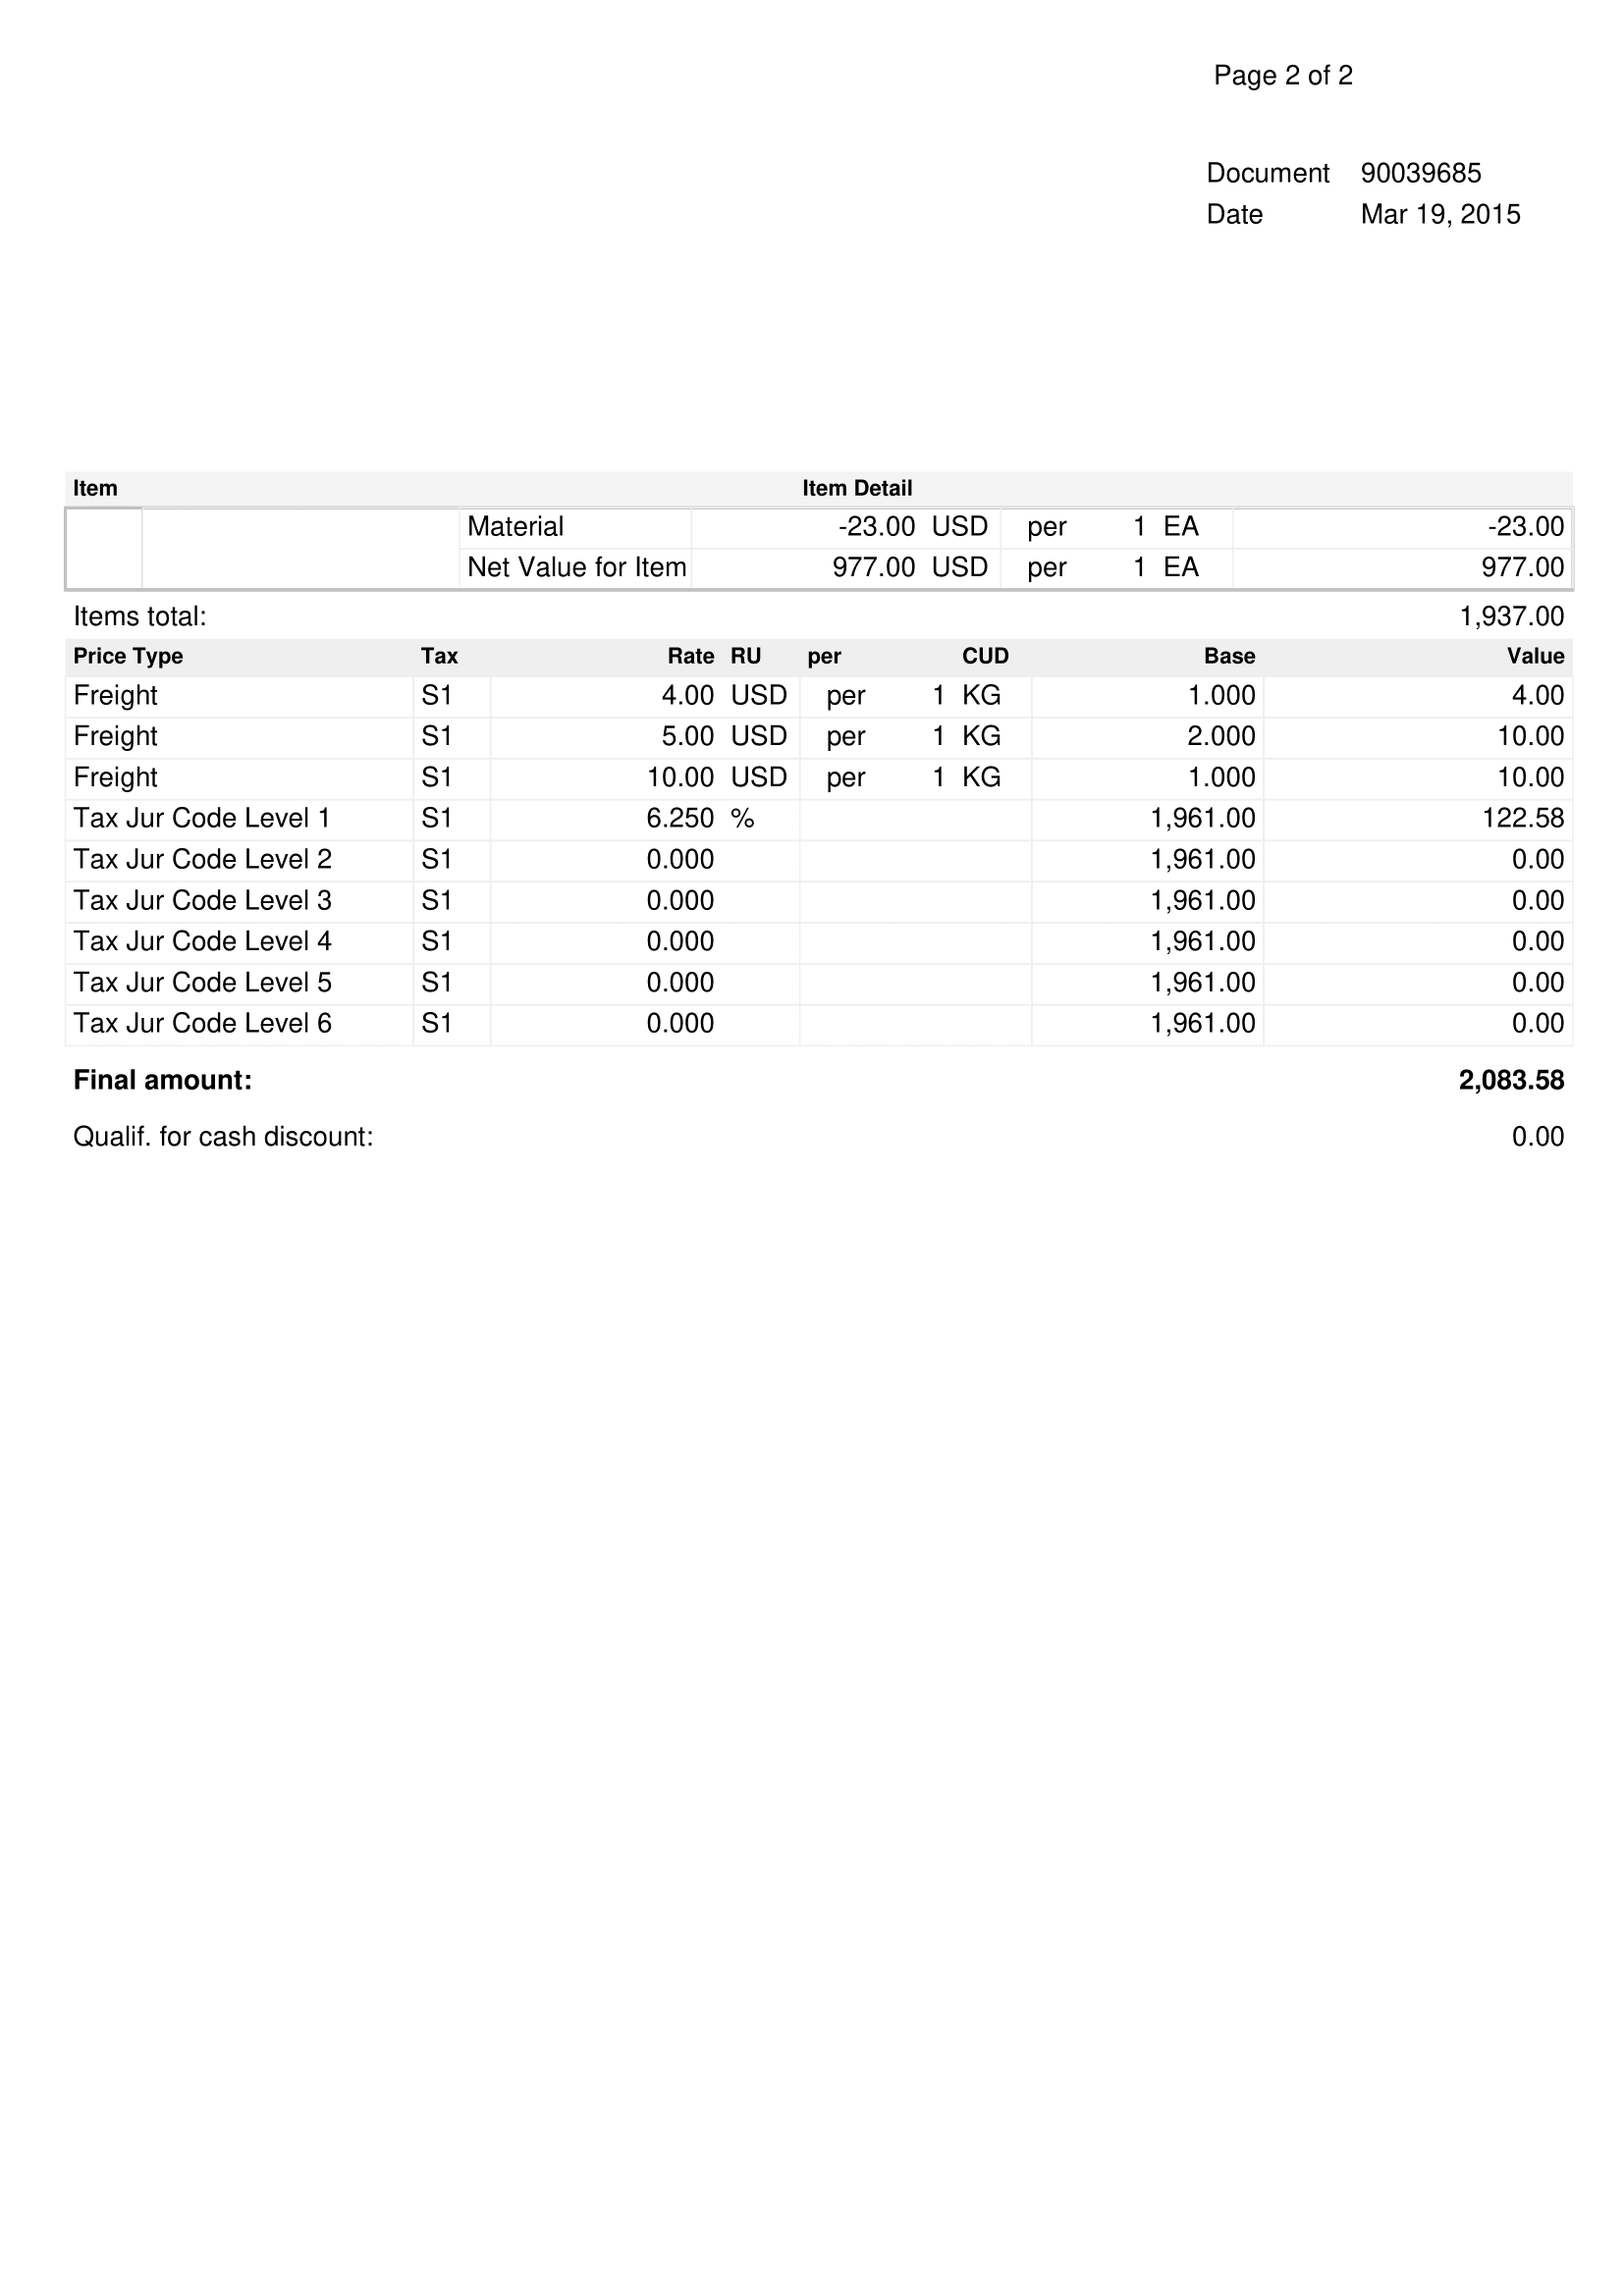 Page 2 of 2
Document 90039685
Date Mar 19, 2015
Item Item Detail
Material -23.00 USD per 1 EA -23.00
Net Value for Item 977.00 USD per 1 EA 977.00
Items total: 1,937.00
Price Type Tax Rate RU per CUD Base Value
Freight S1 4.00 USD per 1 KG 1.000 4.00
Freight S1 5.00 USD per 1 KG 2.000 10.00
Freight S1 10.00 USD per 1 KG 1.000 10.00
Tax Jur Code Level 1 S1 6.250 % 1,961.00 122.58
Tax Jur Code Level 2 S1 0.000 1,961.00 0.00
Tax Jur Code Level 3 S1 0.000 1,961.00 0.00
Tax Jur Code Level 4 S1 0.000 1,961.00 0.00
Tax Jur Code Level 5 S1 0.000 1,961.00 0.00
Tax Jur Code Level 6 S1 0.000 1,961.00 0.00
Final amount: 2,083.58
Qualif. for cash discount: 0.00